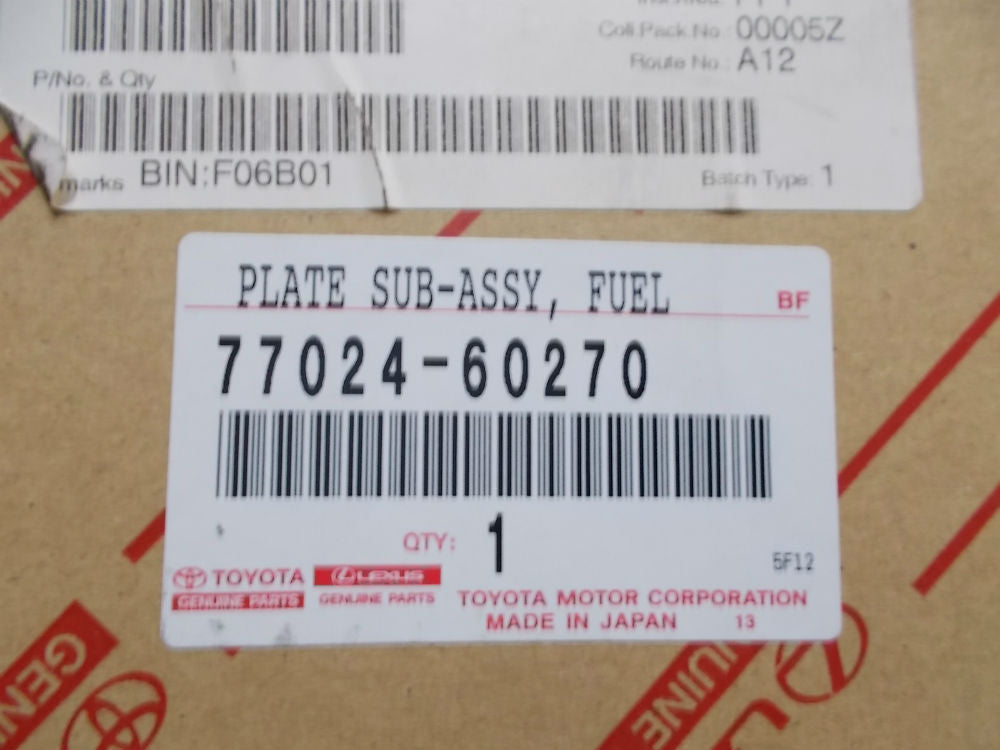 Coll.Pack.No.: 00005Z
Route No.: A12
P/No. & Qty
marks BIN:F06B01
Batch Type: 1
PLATE SUB-ASSY, FUEL
BF
77024-60270
QTY: 1
5F12
TOYOTA LEXUS
GENUINE PARTS GENUINE PARTS
TOYOTA MOTOR CORPORATION
MADE IN JAPAN 13
GENUINE